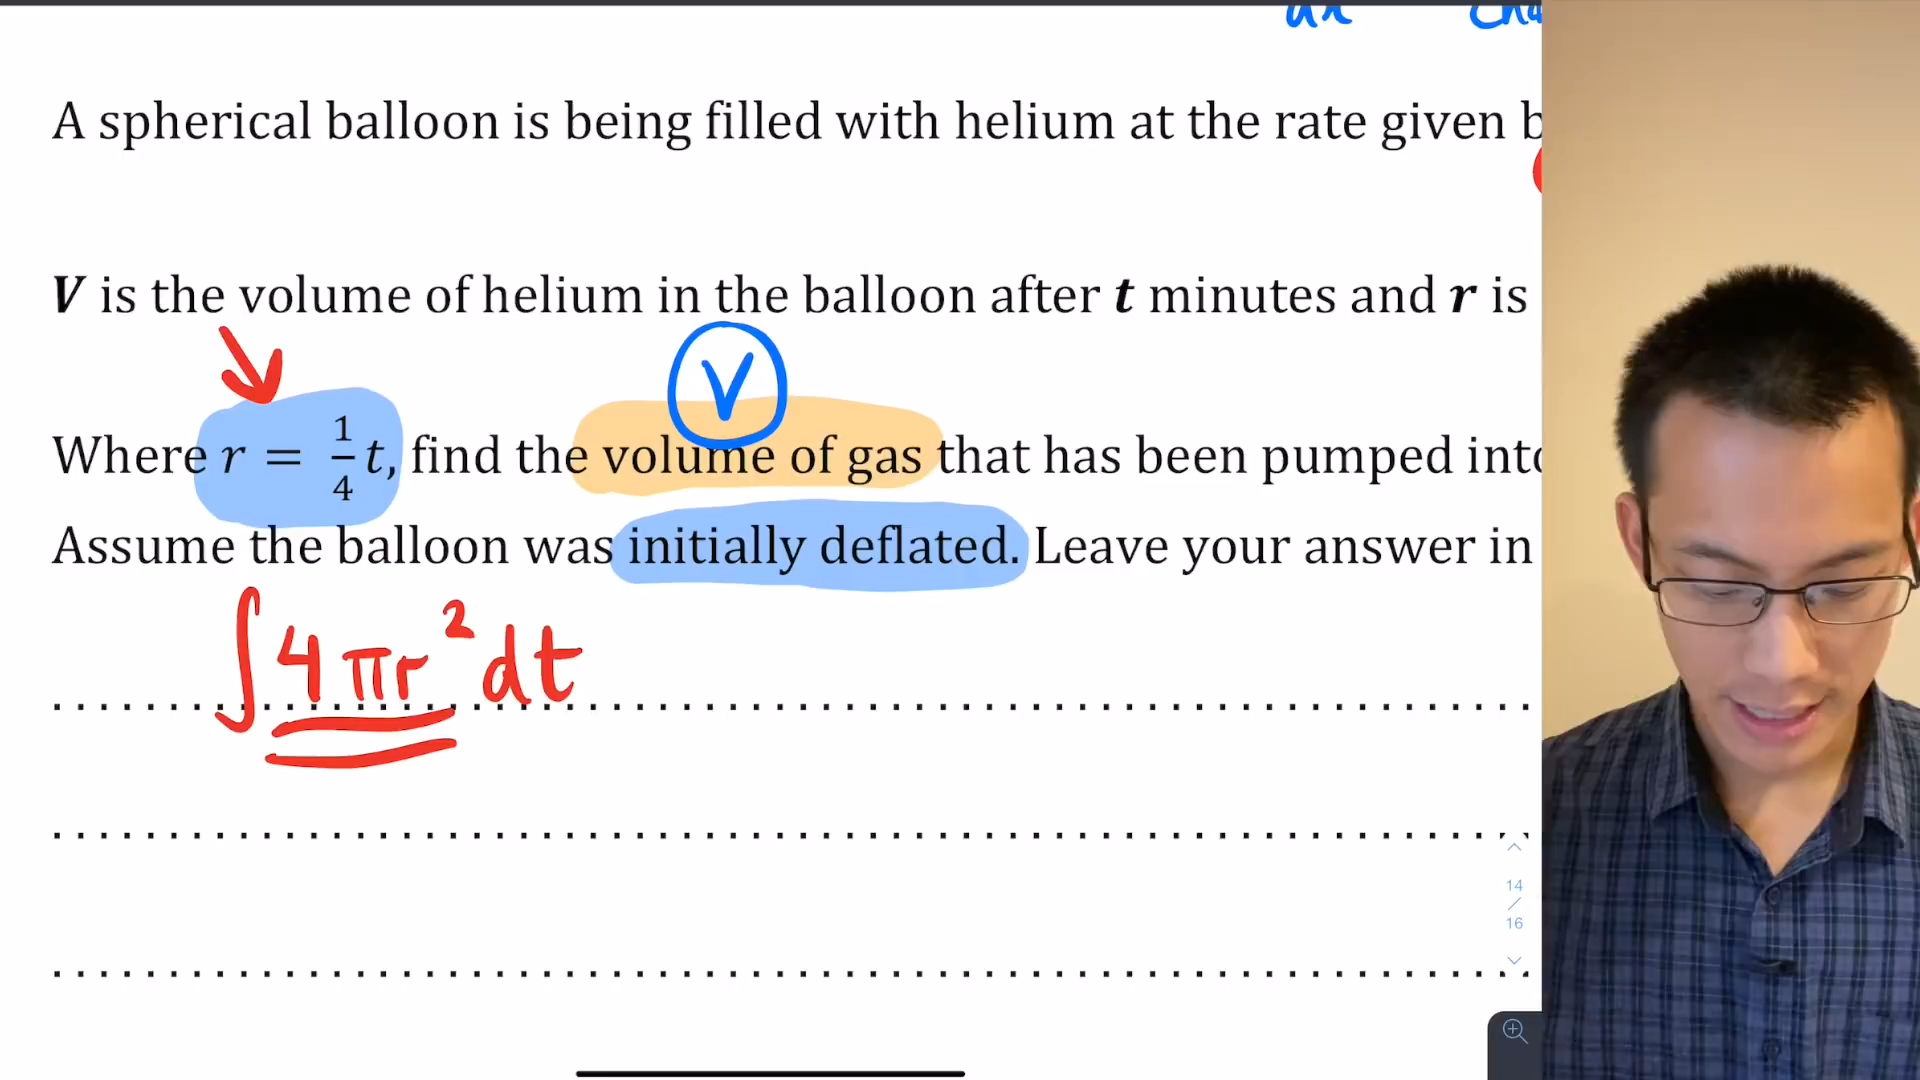 A spherical balloon is being filled with helium at the rate given
V is the volume of helium in the balloon after t minutes and r is
V
Where r = 1/4 t, find the volume of gas that has been pumped into
Assume the balloon was initially deflated. Leave your answer in
∫ 4πr² dt
14
/
16